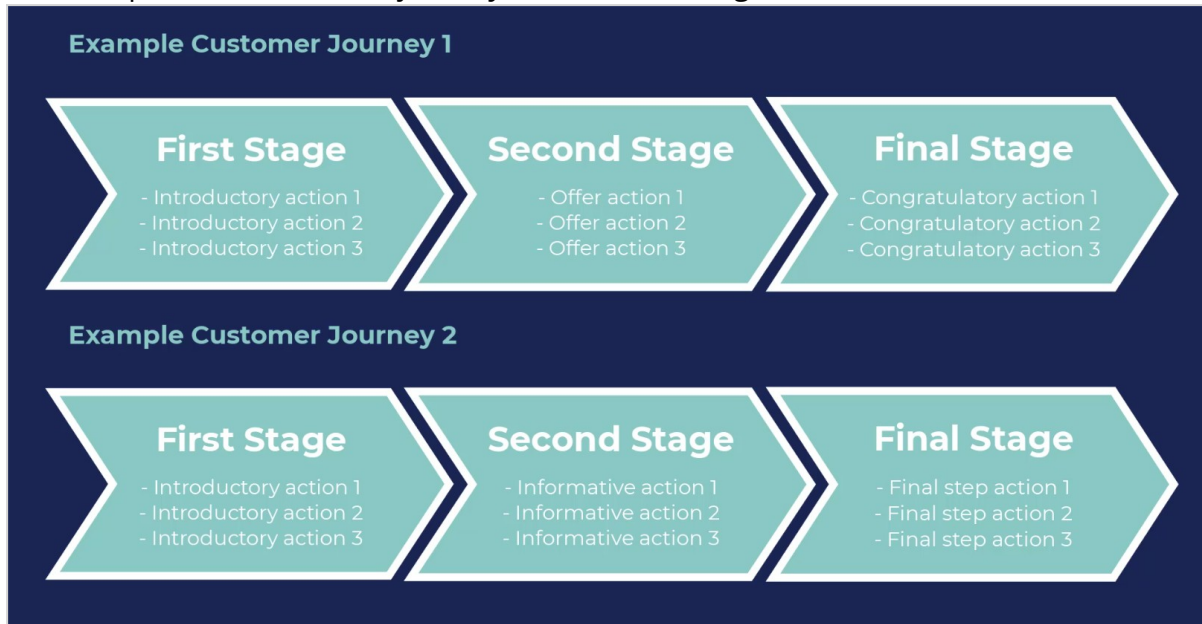 Example Customer Journey 1
First Stage
- Introductory action 1
- Introductory action 2
- Introductory action 3
Second Stage
- Offer action 1
- Offer action 2
- Offer action 3
Final Stage
- Congratulatory action 1
- Congratulatory action 2
- Congratulatory action 3
Example Customer Journey 2
First Stage
- Introductory action 1
- Introductory action 2
- Introductory action 3
Second Stage
- Informative action 1
- Informative action 2
- Informative action 3
Final Stage
- Final step action 1
- Final step action 2
- Final step action 3